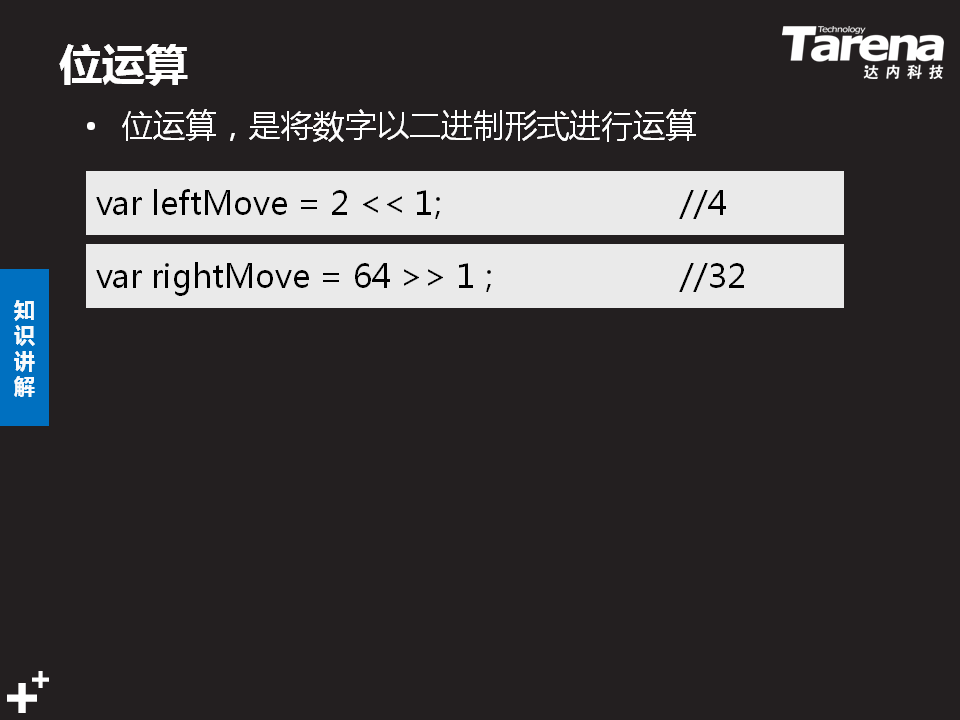 位运算
Technology
Tarena
达内科技
• 位运算，是将数字以二进制形式进行运算
var leftMove = 2 << 1; //4
var rightMove = 64 >> 1 ; //32
知
识
讲
解